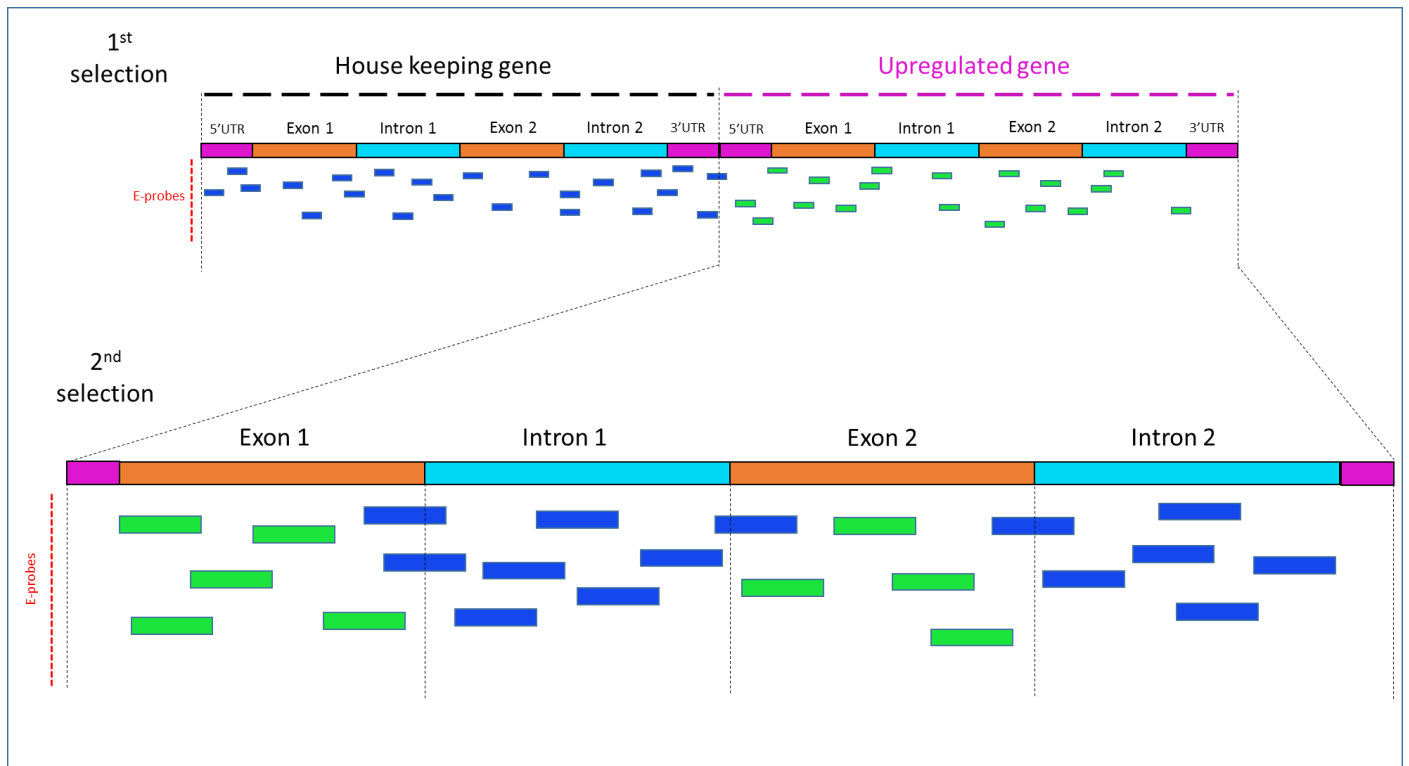 1st
selection
House keeping gene
Upregulated gene
5'UTR Exon 1 Intron 1 Exon 2 Intron 2 3'UTR 5'UTR Exon 1 Intron 1 Exon 2 Intron 2 3'UTR
E-probes
2nd
selection
Exon 1 Intron 1 Exon 2 Intron 2
E-probes